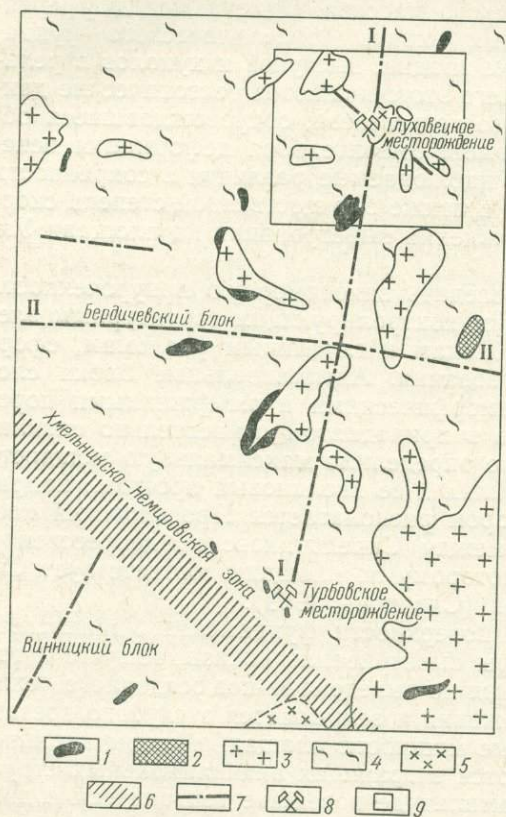 I
Глуховецкое
месторождение
II
Бердичевский блок
II
Хмельникско-Немировская зона
I
Турбовское
месторождение
Винницкий блок
1 2 3 4 5
6 7 8 9